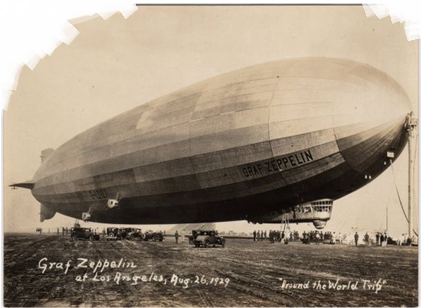 GRAF ZEPPELIN
Graf Zeppelin
at Los Angeles, Aug. 26, 1929
"Around the World Trip"